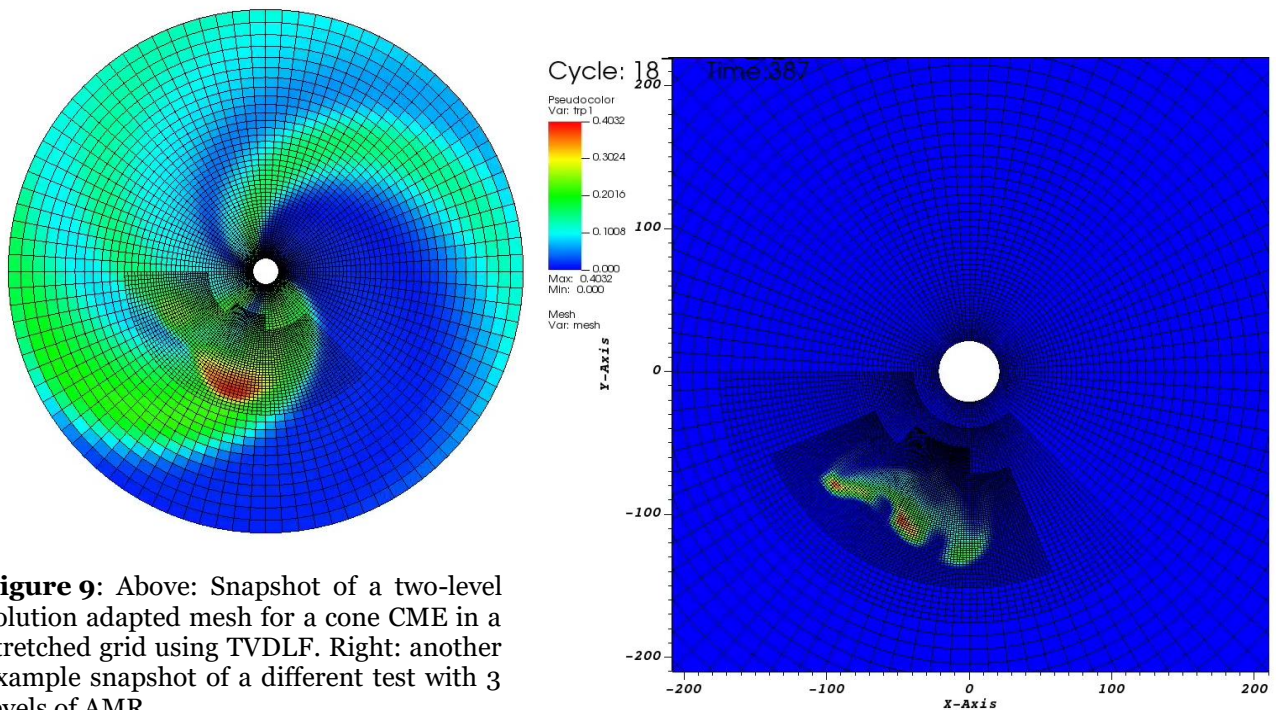 Cycle: 18 Time:387
Pseudocolor
Var: trp1
0.4032
0.3024
0.2016
0.1008
0.000
Max: 0.4032
Min: 0.000
Mesh
Var: mesh
Y-Axis
200
100
0
-100
-200
-200 -100 0 100 200
X-Axis
igure 9: Above: Snapshot of a two-level
olution adapted mesh for a cone CME in a
tretched grid using TVDLF. Right: another
xample snapshot of a different test with 3
evels of AMR